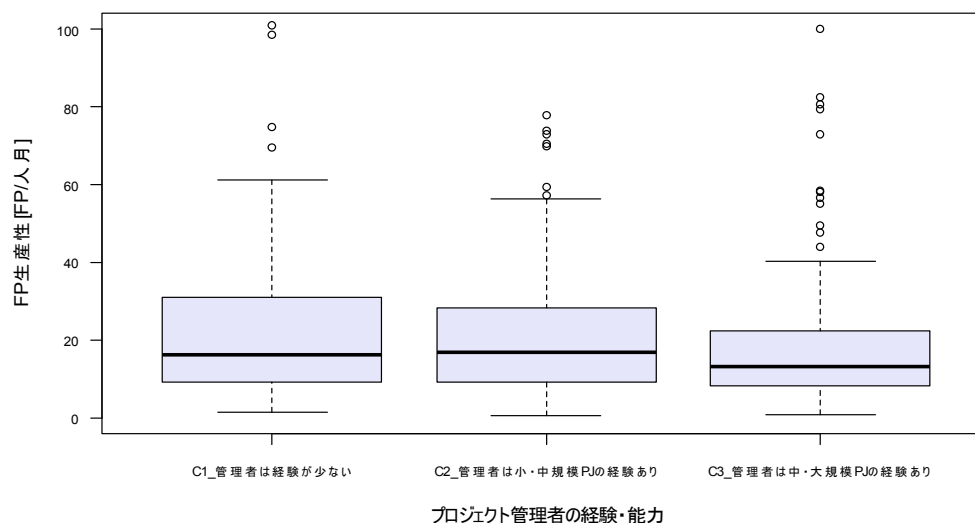 FP生産性[FP/人月]
100
80
60
40
20
0
C1_管理者は経験が少ない
C2_管理者は小・中規模PJの経験あり
C3_管理者は中・大規模PJの経験あり
プロジェクト管理者の経験・能力